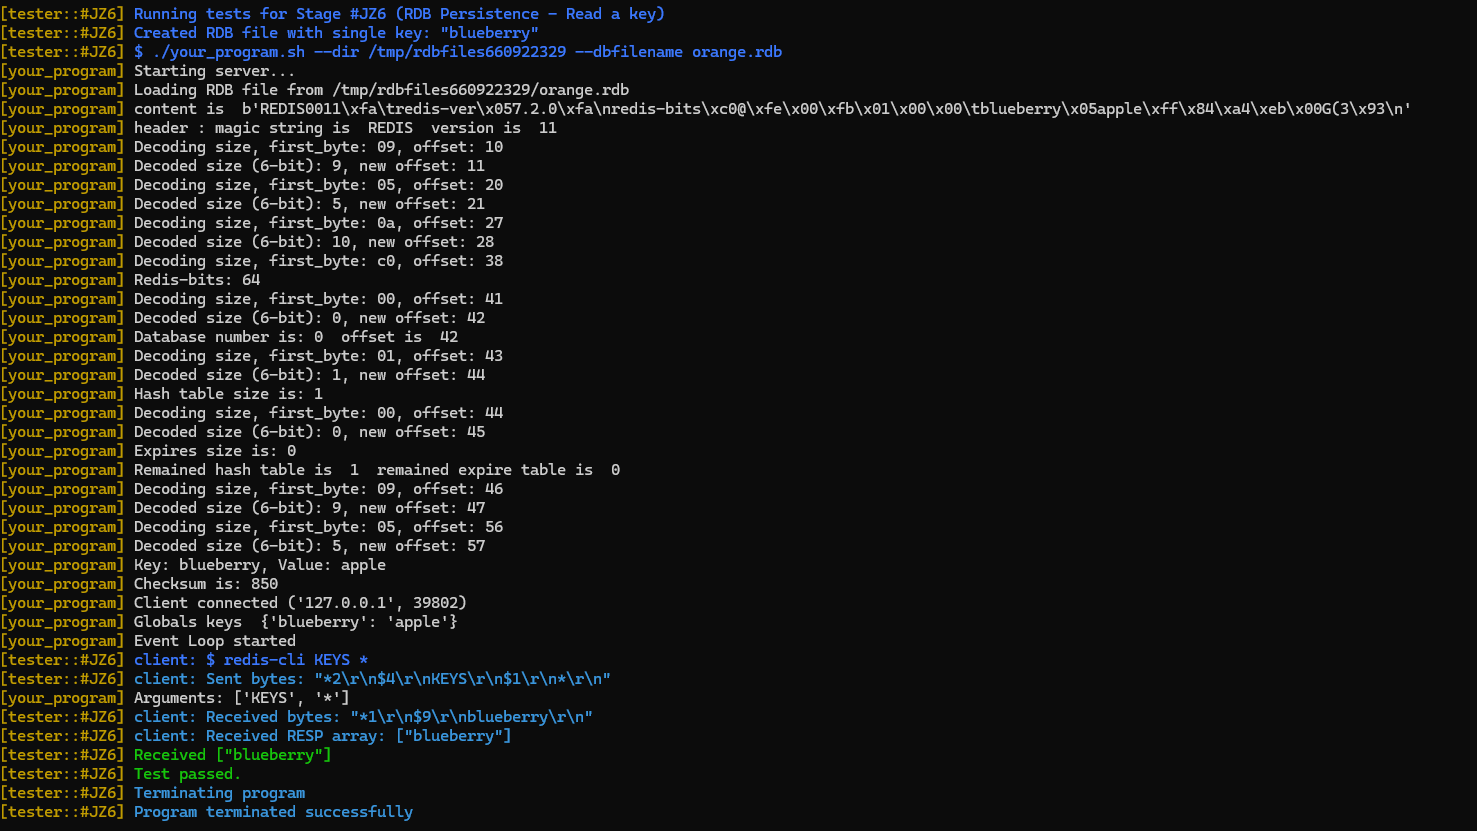 [tester::#JZ6] Running tests for Stage #JZ6 (RDB Persistence - Read a key)
[tester::#JZ6] Created RDB file with single key: "blueberry"
[tester::#JZ6] $ ./your_program.sh --dir /tmp/rdbfiles660922329 --dbfilename orange.rdb
[your_program] Starting server...
[your_program] Loading RDB file from /tmp/rdbfiles660922329/orange.rdb
[your_program] content is  b'REDIS0011\xfa\tredis-ver\x057.2.0\xfa\nredis-bits\xc0@\xfe\x00\xfb\x01\x00\x00\tblueberry\x05apple\xff\x84\xa4\xeb\x00G(3\x93\n'
[your_program] header : magic string is  REDIS  version is  11
[your_program] Decoding size, first_byte: 09, offset: 10
[your_program] Decoded size (6-bit): 9, new offset: 11
[your_program] Decoding size, first_byte: 05, offset: 20
[your_program] Decoded size (6-bit): 5, new offset: 21
[your_program] Decoding size, first_byte: 0a, offset: 27
[your_program] Decoded size (6-bit): 10, new offset: 28
[your_program] Decoding size, first_byte: c0, offset: 38
[your_program] Redis-bits: 64
[your_program] Decoding size, first_byte: 00, offset: 41
[your_program] Decoded size (6-bit): 0, new offset: 42
[your_program] Database number is: 0  offset is  42
[your_program] Decoding size, first_byte: 01, offset: 43
[your_program] Decoded size (6-bit): 1, new offset: 44
[your_program] Hash table size is: 1
[your_program] Decoding size, first_byte: 00, offset: 44
[your_program] Decoded size (6-bit): 0, new offset: 45
[your_program] Expires size is: 0
[your_program] Remained hash table is  1  remained expire table is  0
[your_program] Decoding size, first_byte: 09, offset: 46
[your_program] Decoded size (6-bit): 9, new offset: 47
[your_program] Decoding size, first_byte: 05, offset: 56
[your_program] Decoded size (6-bit): 5, new offset: 57
[your_program] Key: blueberry, Value: apple
[your_program] Checksum is: 850
[your_program] Client connected ('127.0.0.1', 39802)
[your_program] Globals keys  {'blueberry': 'apple'}
[your_program] Event Loop started
[tester::#JZ6] client: $ redis-cli KEYS *
[tester::#JZ6] client: Sent bytes: "*2\r\n$4\r\nKEYS\r\n$1\r\n*\r\n"
[your_program] Arguments: ['KEYS', '*']
[tester::#JZ6] client: Received bytes: "*1\r\n$9\r\nblueberry\r\n"
[tester::#JZ6] client: Received RESP array: ["blueberry"]
[tester::#JZ6] Received ["blueberry"]
[tester::#JZ6] Test passed.
[tester::#JZ6] Terminating program
[tester::#JZ6] Program terminated successfully